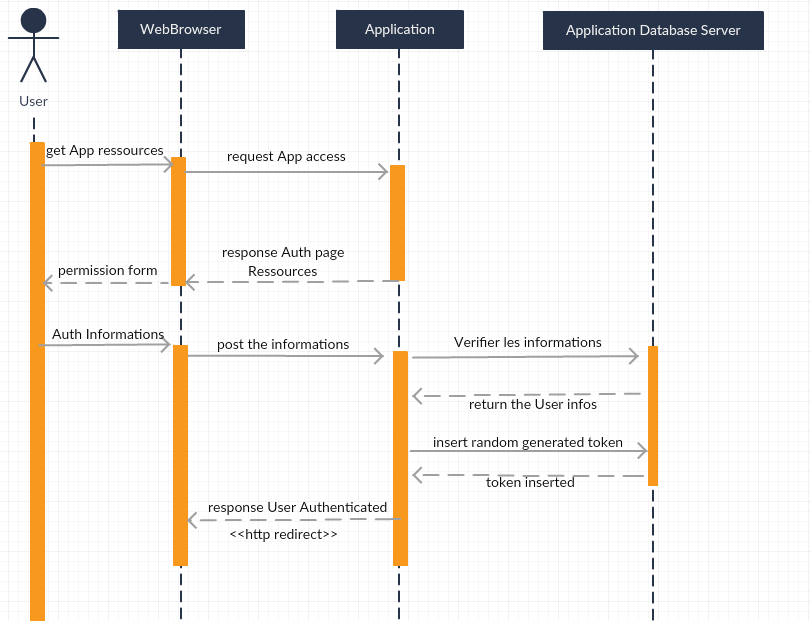 WebBrowser
Application
Application Database Server
User
get App ressources
request App access
response Auth page
Ressources
permission form
Auth Informations
post the informations
Verifier les informations
return the User infos
insert random generated token
token inserted
response User Authenticated
<<http redirect>>